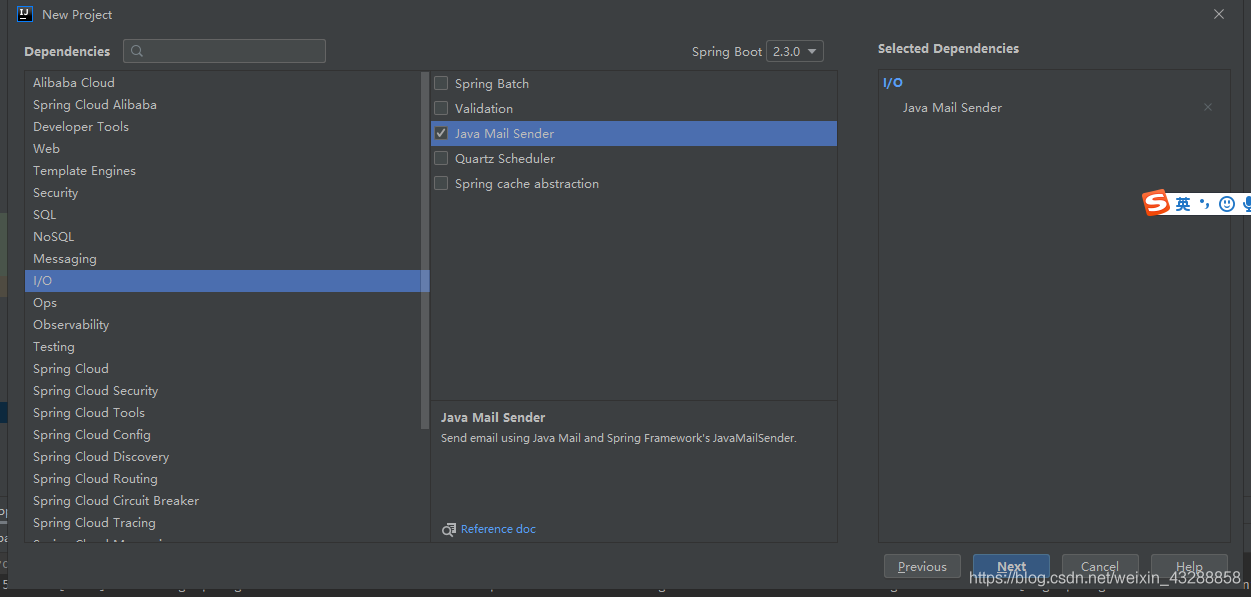 New Project
Dependencies
Spring Boot 2.3.0
Selected Dependencies
Alibaba Cloud
Spring Cloud Alibaba
Developer Tools
Web
Template Engines
Security
SQL
NoSQL
Messaging
I/O
Ops
Observability
Testing
Spring Cloud
Spring Cloud Security
Spring Cloud Tools
Spring Cloud Config
Spring Cloud Discovery
Spring Cloud Routing
Spring Cloud Circuit Breaker
Spring Cloud Tracing
Spring Batch
Validation
Java Mail Sender
Quartz Scheduler
Spring cache abstraction
Java Mail Sender
Send email using Java Mail and Spring Framework's JavaMailSender.
Reference doc
I/O
Java Mail Sender
英
Previous
Next
Cancel
Help
https://blog.csdn.net/weixin_43288858